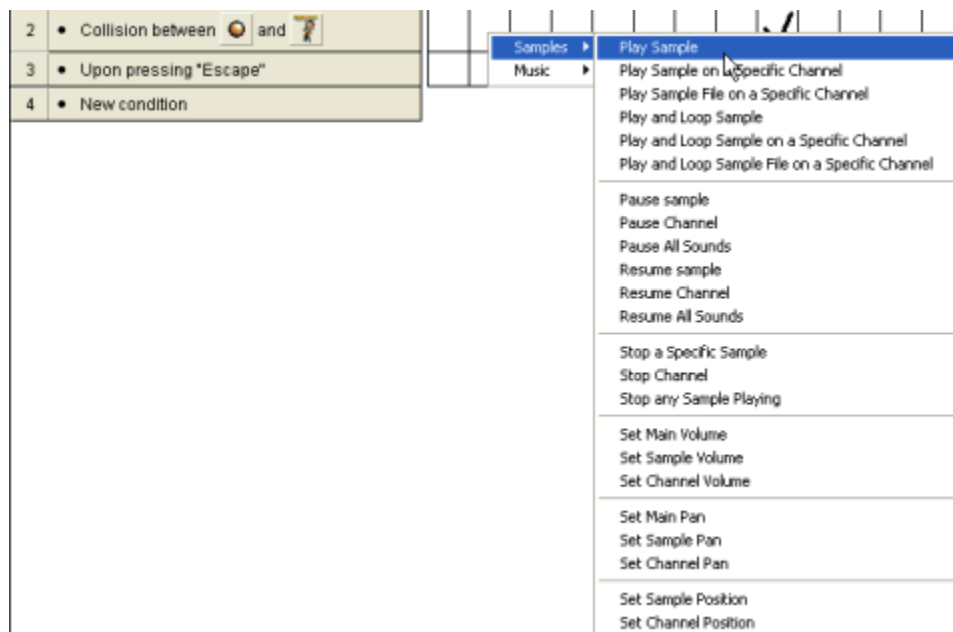 2 • Collision between and
3 • Upon pressing "Escape"
4 • New condition
Samples
Music
Play Sample
Play Sample on a Specific Channel
Play Sample File on a Specific Channel
Play and Loop Sample
Play and Loop Sample on a Specific Channel
Play and Loop Sample File on a Specific Channel
Pause sample
Pause Channel
Pause All Sounds
Resume sample
Resume Channel
Resume All Sounds
Stop a Specific Sample
Stop Channel
Stop any Sample Playing
Set Main Volume
Set Sample Volume
Set Channel Volume
Set Main Pan
Set Sample Pan
Set Channel Pan
Set Sample Position
Set Channel Position